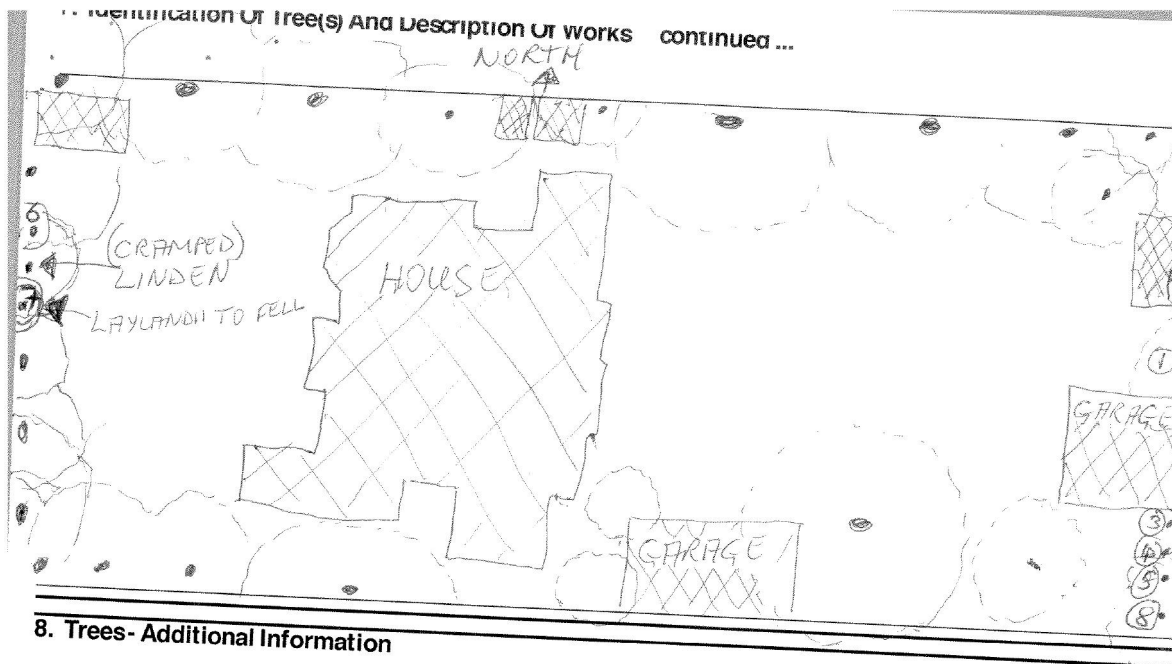 7. Identification Of Tree(s) And Description Of Works continued ...
NORTH
6
(CRAMPED)
LINDEN
7
LAYLANDII TO FELL
HOUSE
1
GARAGE
GARAGE
3
4
5
8
8. Trees- Additional Information